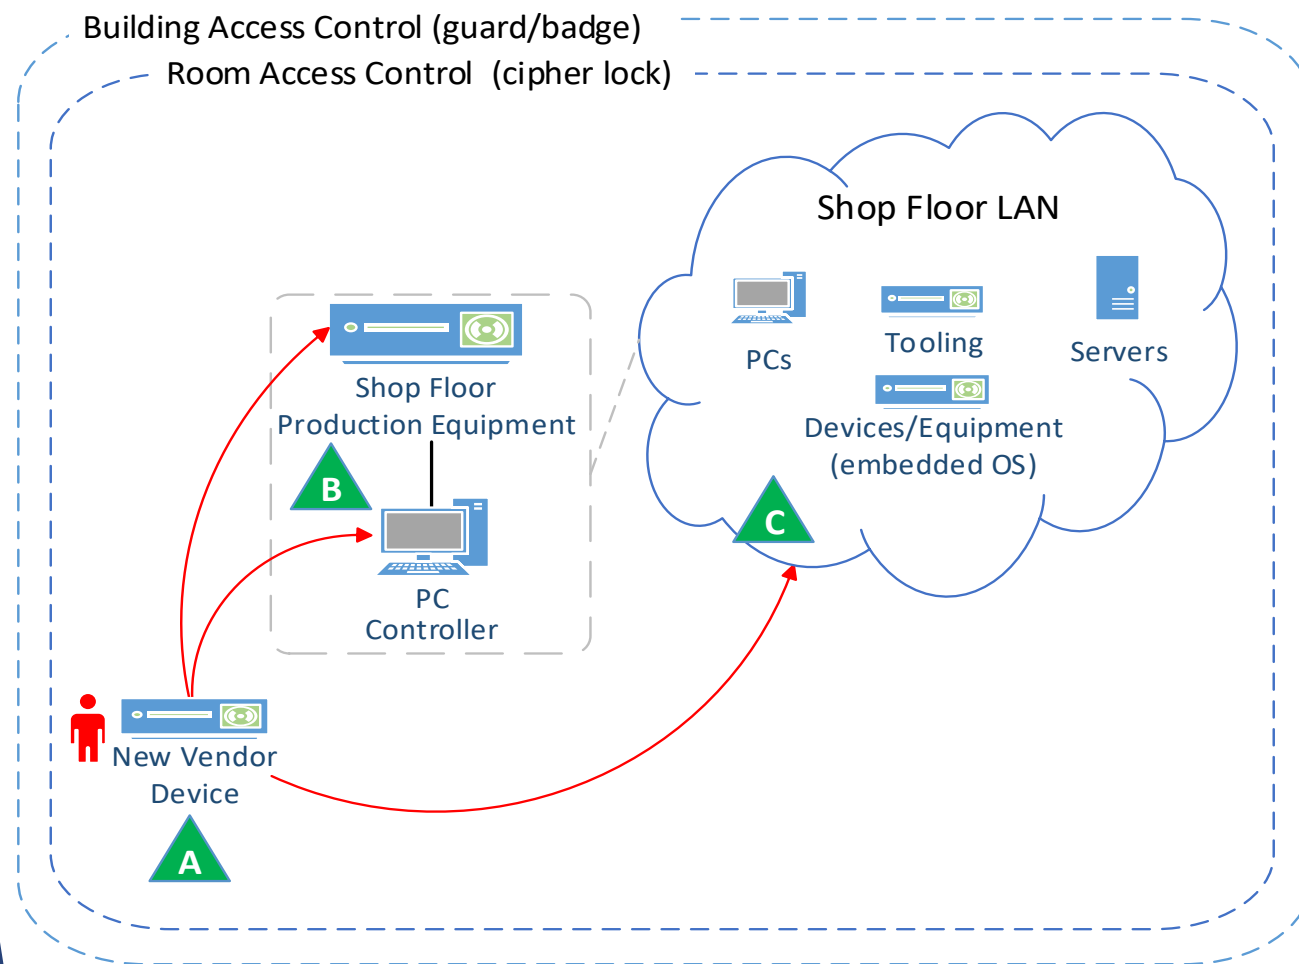 Building Access Control (guard/badge)
Room Access Control (cipher lock)
Shop Floor LAN
PCs
Tooling
Servers
Devices/Equipment
(embedded OS)
C
Shop Floor
Production Equipment
B
PC
Controller
New Vendor
Device
A